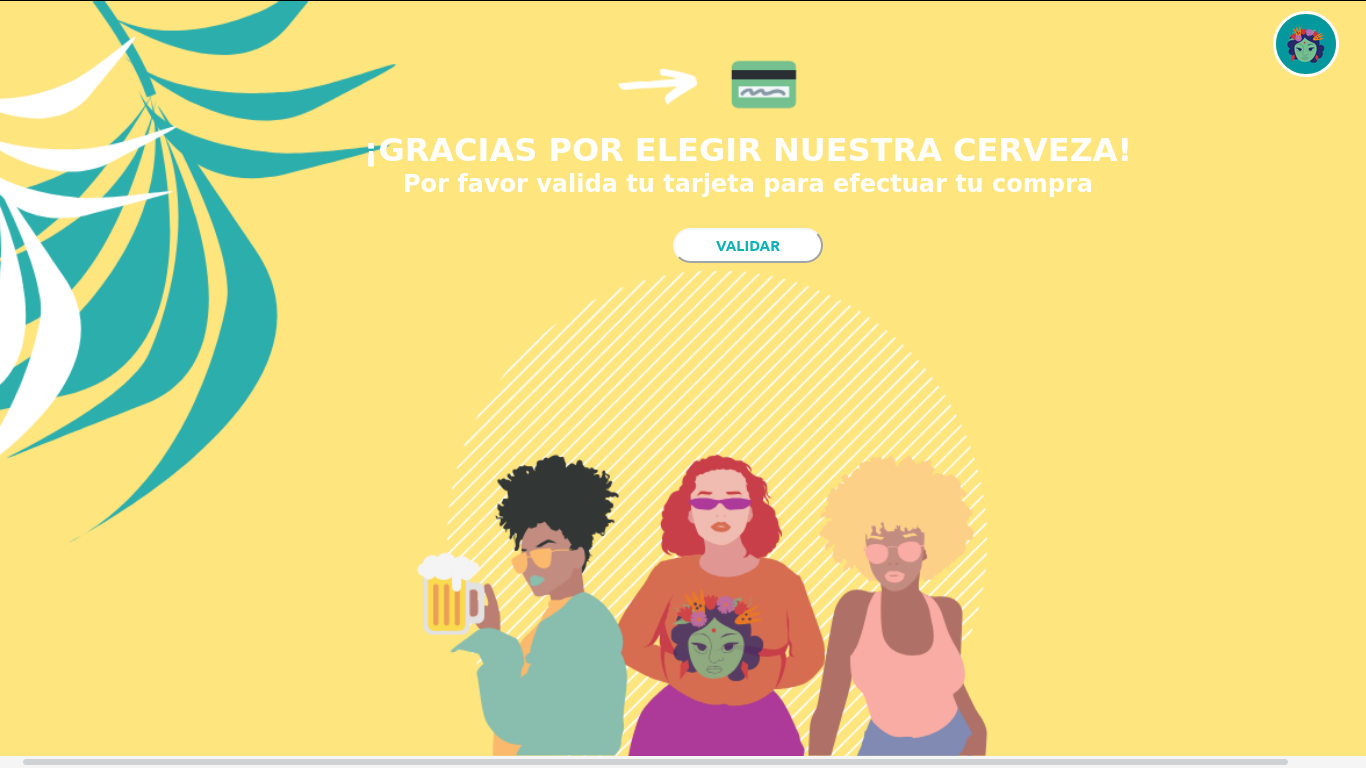 ¡GRACIAS POR ELEGIR NUESTRA CERVEZA!
Por favor valida tu tarjeta para efectuar tu compra
VALIDAR